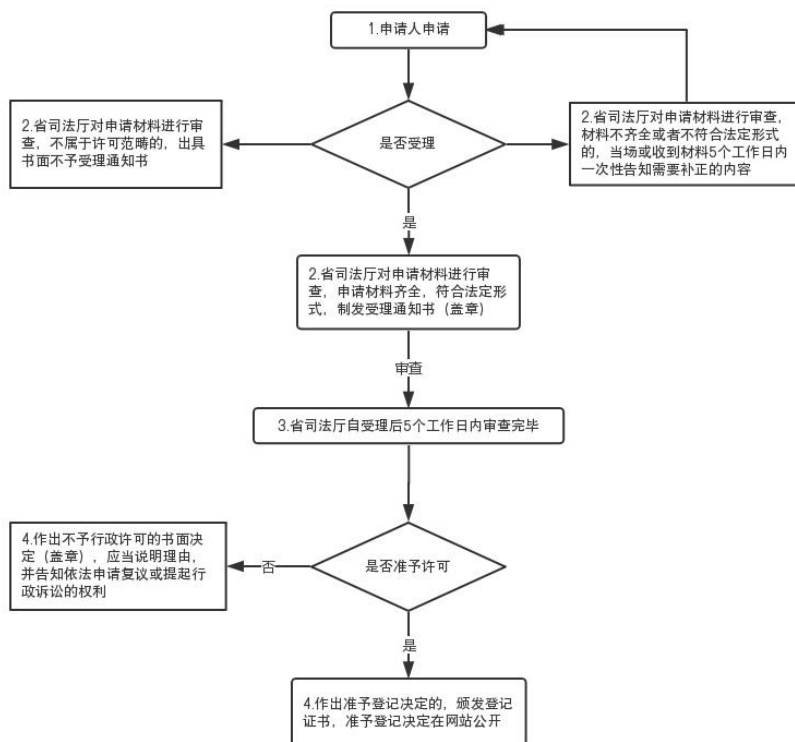 1.申请人申请
2.省司法厅对申请材料进行审
查，不属于许可范畴的，出具
书面不予受理通知书
是否受理
2.省司法厅对申请材料进行审查，
材料不齐全或者不符合法定形式
的，当场或收到材料5个工作日内
一次性告知需要补正的内容
是
2.省司法厅对申请材料进行审
查，申请材料齐全，符合法定形
式，制发受理通知书（盖章）
审查
3.省司法厅自受理后5个工作日内审查完毕
4.作出不予行政许可的书面决
定（盖章），应当说明理由，
并告知依法申请复议或提起行
政诉讼的权利
否
是否准予许可
是
4.作出准予登记决定的，颁发登记
证书，准予登记决定在网站公开